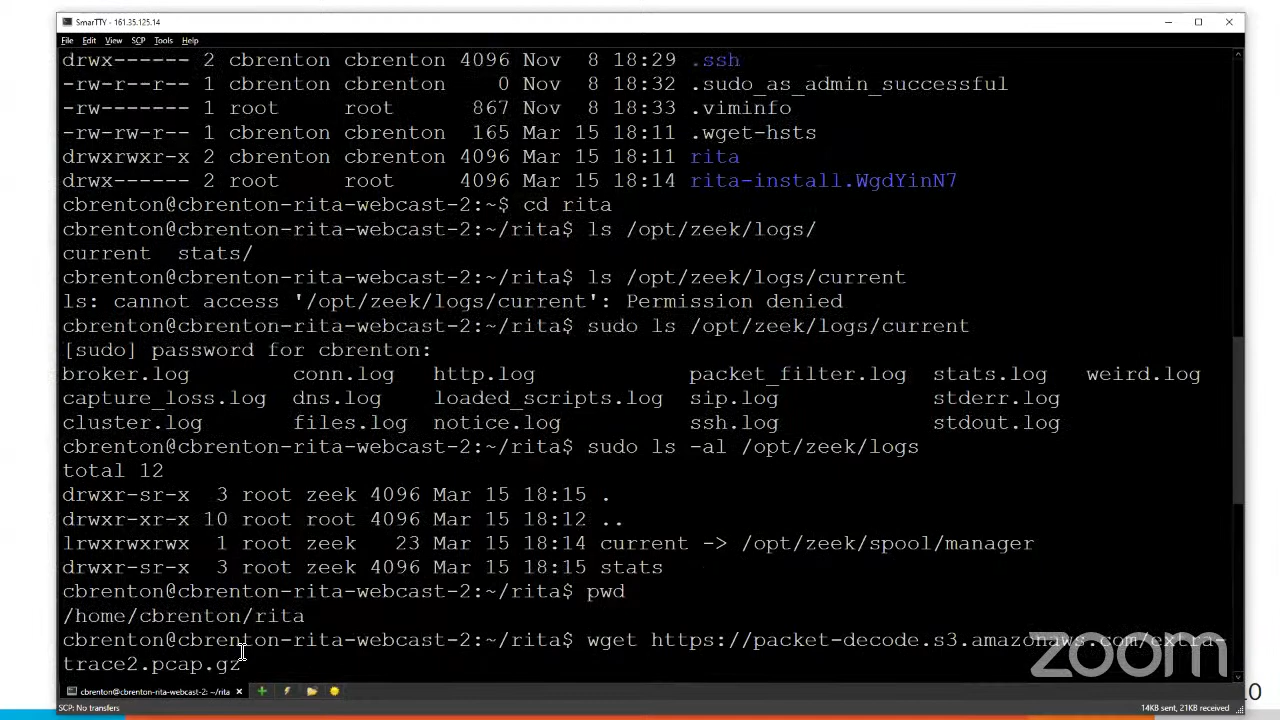 SmarTTY - 161.35.125.14
File Edit View SCP Tools Help
drwx------ 2 cbrenton cbrenton 4096 Nov  8 18:29 .ssh
-rw-r--r-- 1 cbrenton cbrenton    0 Nov  8 18:32 .sudo_as_admin_successful
-rw------- 1 root     root      867 Nov  8 18:33 .viminfo
-rw-rw-r-- 1 cbrenton cbrenton  165 Mar 15 18:11 .wget-hsts
drwxrwxr-x 2 cbrenton cbrenton 4096 Mar 15 18:11 rita
drwx------ 2 root     root     4096 Mar 15 18:14 rita-install.WgdYinN7
cbrenton@cbrenton-rita-webcast-2:~$ cd rita
cbrenton@cbrenton-rita-webcast-2:~/rita$ ls /opt/zeek/logs/
current  stats/
cbrenton@cbrenton-rita-webcast-2:~/rita$ ls /opt/zeek/logs/current
ls: cannot access '/opt/zeek/logs/current': Permission denied
cbrenton@cbrenton-rita-webcast-2:~/rita$ sudo ls /opt/zeek/logs/current
[sudo] password for cbrenton:
broker.log        conn.log   http.log            packet_filter.log  stats.log   weird.log
capture_loss.log  dns.log    loaded_scripts.log  sip.log            stderr.log
cluster.log       files.log  notice.log          ssh.log            stdout.log
cbrenton@cbrenton-rita-webcast-2:~/rita$ sudo ls -al /opt/zeek/logs
total 12
drwxr-sr-x  3 root zeek 4096 Mar 15 18:15 .
drwxr-xr-x 10 root root 4096 Mar 15 18:12 ..
lrwxrwxrwx  1 root zeek   23 Mar 15 18:14 current -> /opt/zeek/spool/manager
drwxr-sr-x  3 root zeek 4096 Mar 15 18:15 stats
cbrenton@cbrenton-rita-webcast-2:~/rita$ pwd
/home/cbrenton/rita
cbrenton@cbrenton-rita-webcast-2:~/rita$ wget https://packet-decode.s3.amazonaws.com/extra-
trace2.pcap.gz
zoom
cbrenton@cbrenton-rita-webcast-2: ~/rita
SCP: No transfers
14KB sent, 21KB received